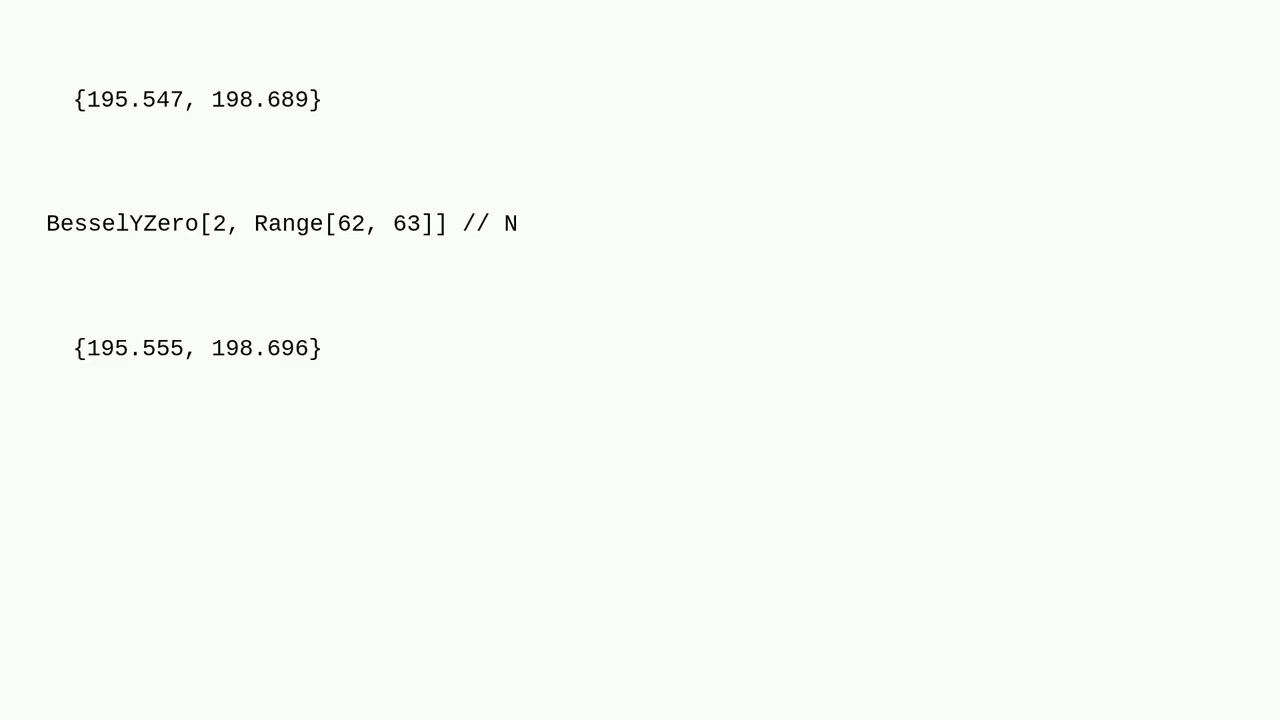 {195.547, 198.689}
BesselYZero[2, Range[62, 63]] // N
{195.555, 198.696}